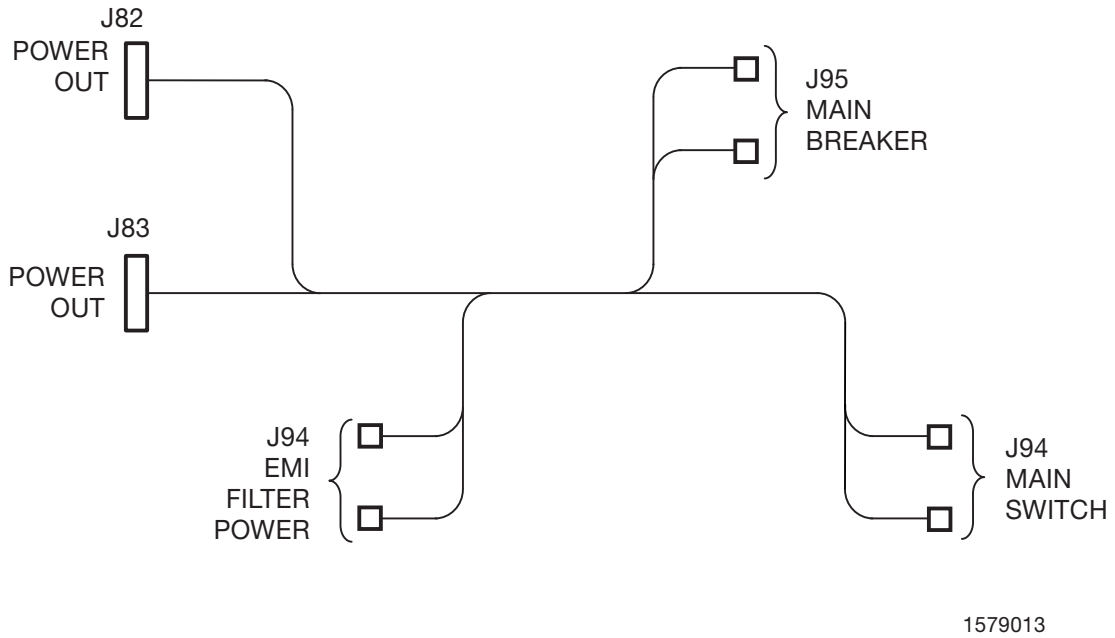 J82
POWER
OUT
J95
MAIN
BREAKER
J83
POWER
OUT
J94
EMI
FILTER
POWER
J94
MAIN
SWITCH
1579013